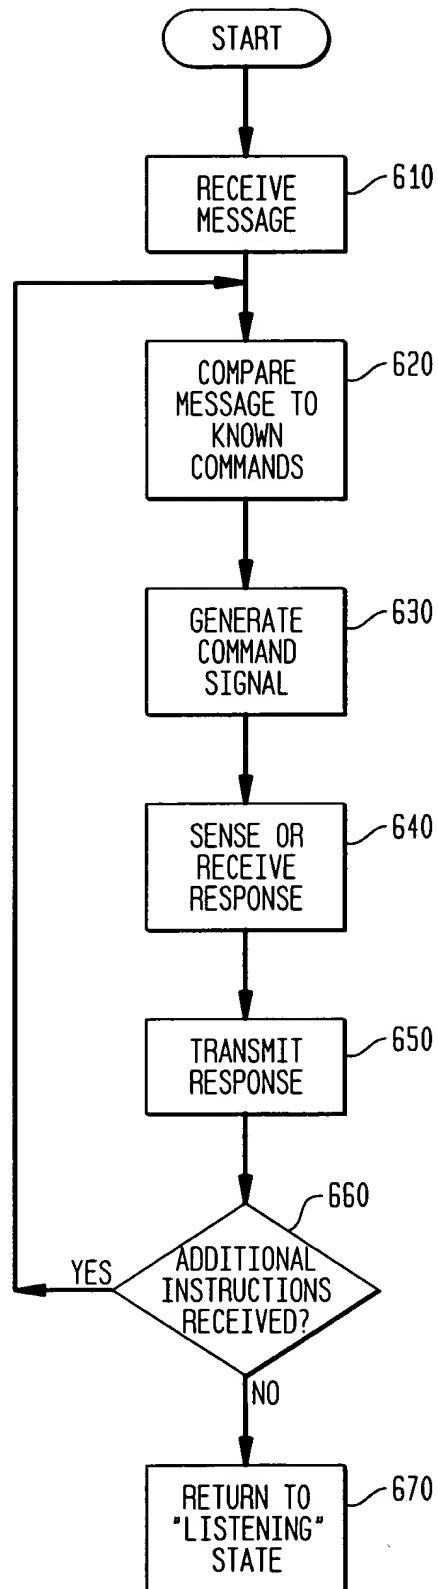 START
RECEIVE
MESSAGE
610
COMPARE
MESSAGE TO
KNOWN
COMMANDS
620
GENERATE
COMMAND
SIGNAL
630
SENSE OR
RECEIVE
RESPONSE
640
TRANSMIT
RESPONSE
650
660
ADDITIONAL
INSTRUCTIONS
RECEIVED?
YES
NO
RETURN TO
"LISTENING"
STATE
670